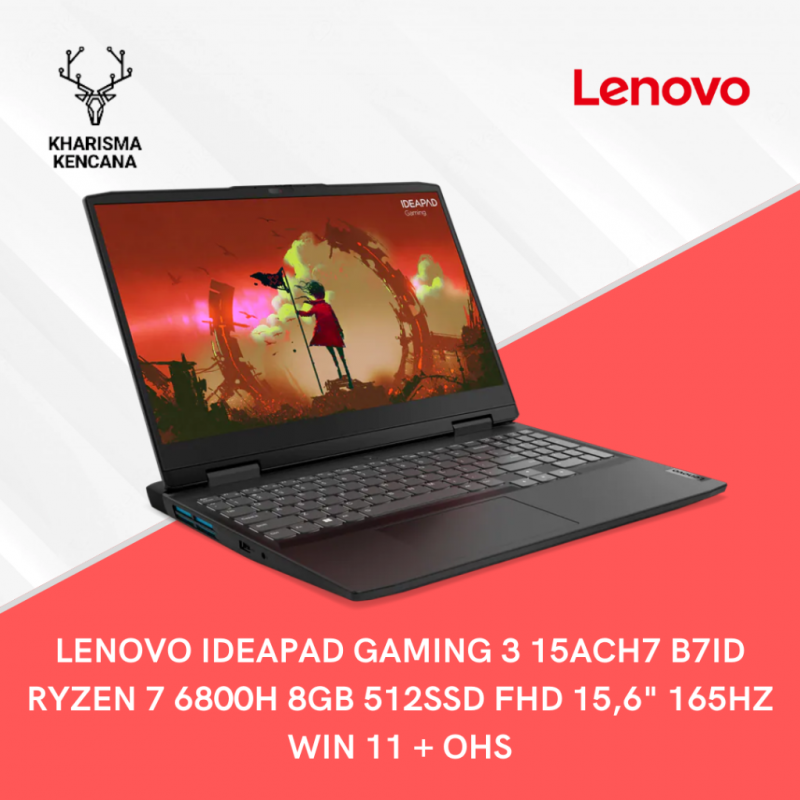 KHARISMA
KENCANA
Lenovo
IDEAPAD
Gaming
LENOVO IDEAPAD GAMING 3 15ACH7 B7ID
RYZEN 7 6800H 8GB 512SSD FHD 15,6" 165HZ
WIN 11 + OHS